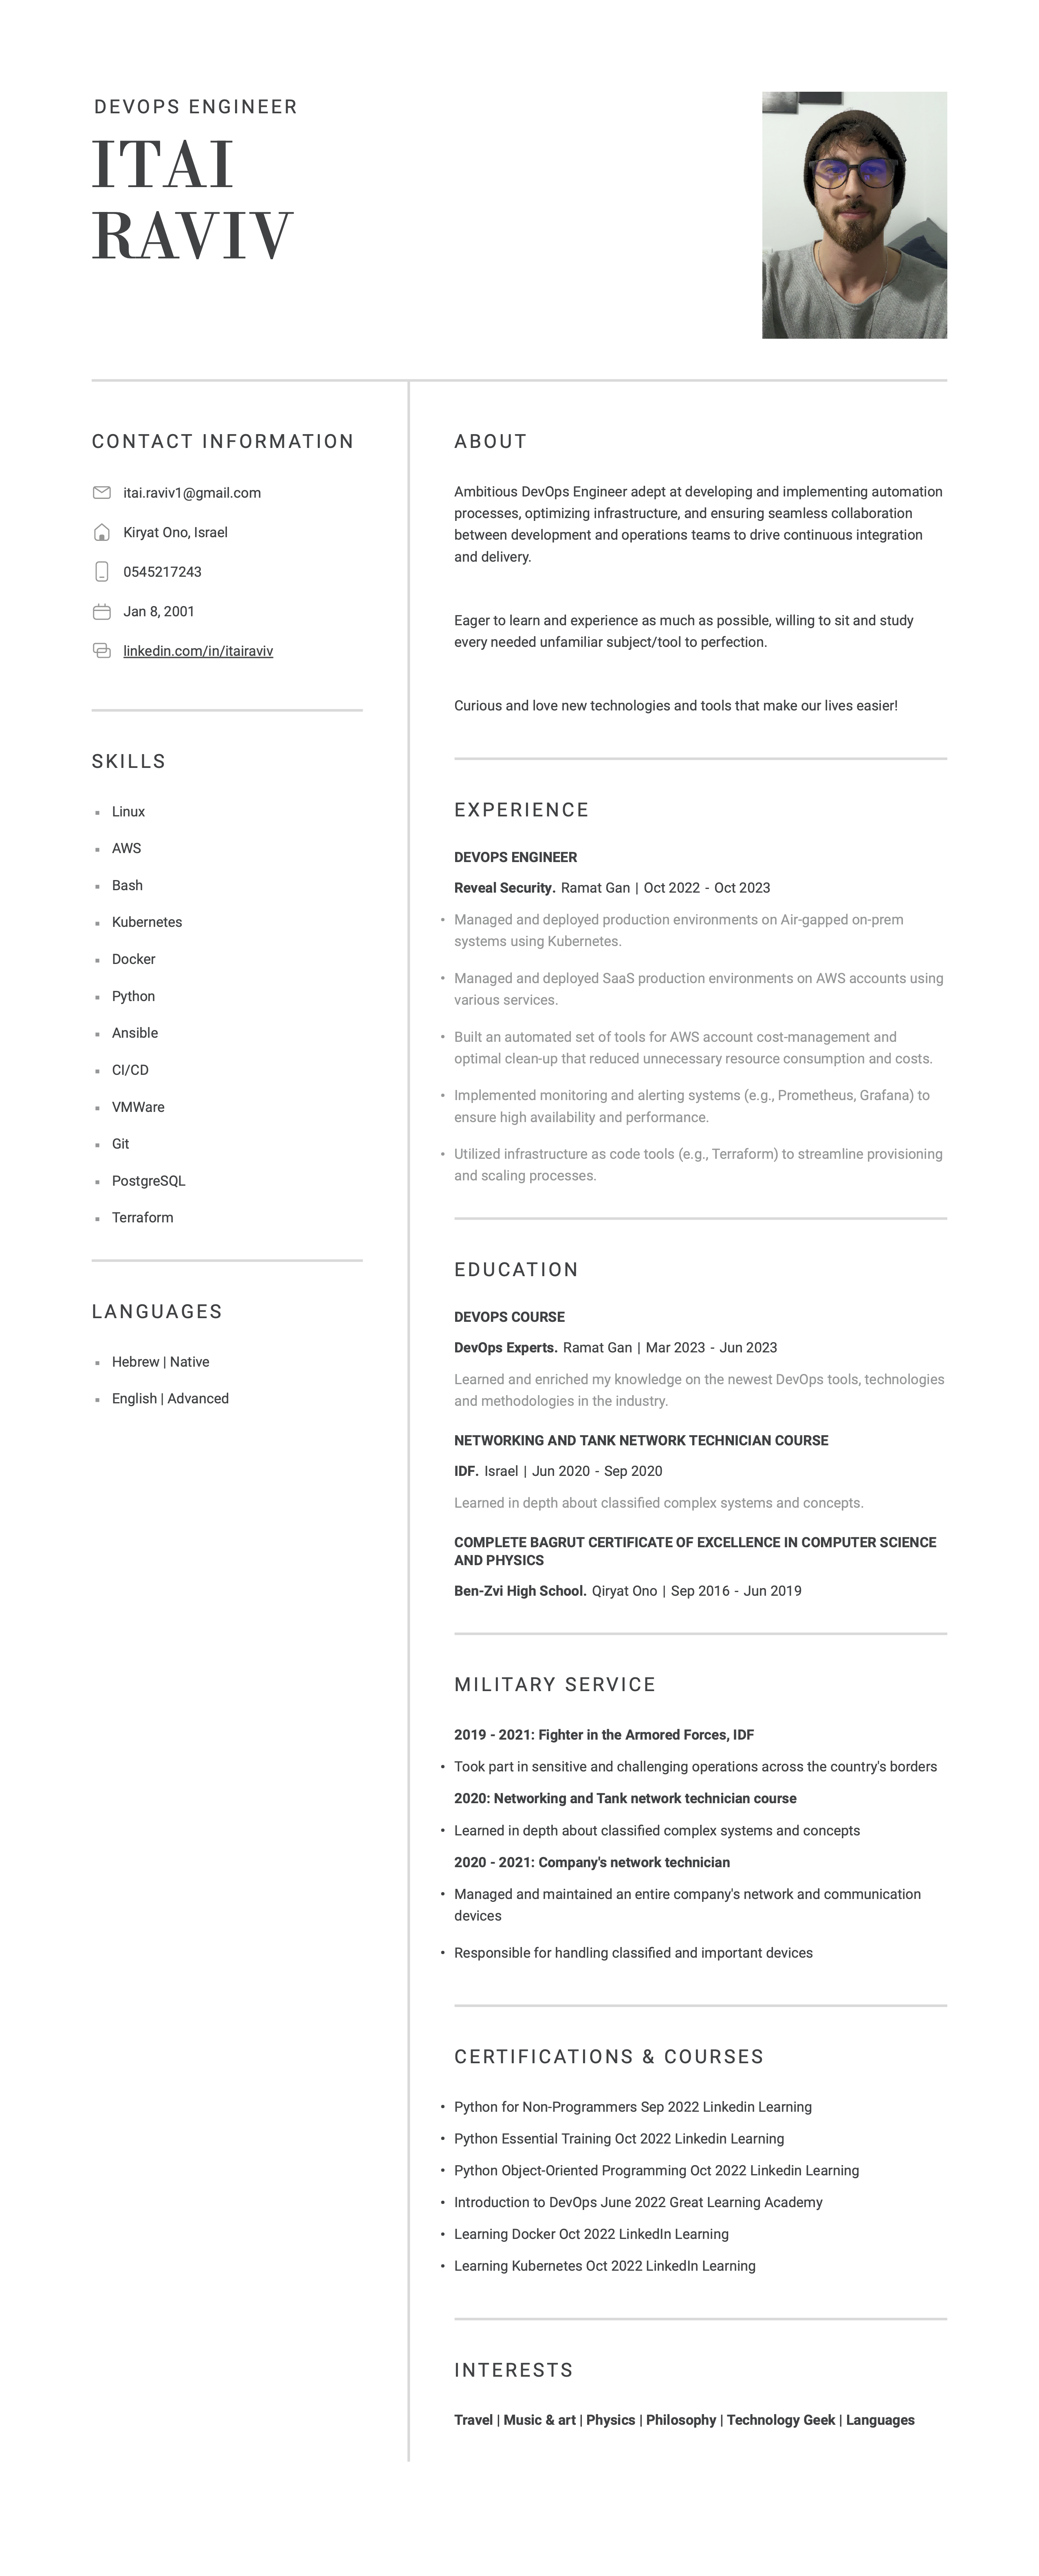 DEVOPS ENGINEER
ITAI
RAVIV
CONTACT INFORMATION
itai.raviv1@gmail.com
Kiryat Ono, Israel
0545217243
Jan 8, 2001
linkedin.com/in/itairaviv
SKILLS
Linux
AWS
Bash
Kubernetes
Docker
Python
Ansible
CI/CD
VMWare
Git
PostgreSQL
Terraform
LANGUAGES
Hebrew | Native
English | Advanced
ABOUT
Ambitious DevOps Engineer adept at developing and implementing automation
processes, optimizing infrastructure, and ensuring seamless collaboration
between development and operations teams to drive continuous integration
and delivery.
Eager to learn and experience as much as possible, willing to sit and study
every needed unfamiliar subject/tool to perfection.
Curious and love new technologies and tools that make our lives easier!
EXPERIENCE
DEVOPS ENGINEER
Reveal Security. Ramat Gan | Oct 2022 - Oct 2023
• Managed and deployed production environments on Air-gapped on-prem
systems using Kubernetes.
• Managed and deployed SaaS production environments on AWS accounts using
various services.
• Built an automated set of tools for AWS account cost-management and
optimal clean-up that reduced unnecessary resource consumption and costs.
• Implemented monitoring and alerting systems (e.g., Prometheus, Grafana) to
ensure high availability and performance.
• Utilized infrastructure as code tools (e.g., Terraform) to streamline provisioning
and scaling processes.
EDUCATION
DEVOPS COURSE
DevOps Experts. Ramat Gan | Mar 2023 - Jun 2023
Learned and enriched my knowledge on the newest DevOps tools, technologies
and methodologies in the industry.
NETWORKING AND TANK NETWORK TECHNICIAN COURSE
IDF. Israel | Jun 2020 - Sep 2020
Learned in depth about classified complex systems and concepts.
COMPLETE BAGRUT CERTIFICATE OF EXCELLENCE IN COMPUTER SCIENCE
AND PHYSICS
Ben-Zvi High School. Qiryat Ono | Sep 2016 - Jun 2019
MILITARY SERVICE
2019 - 2021: Fighter in the Armored Forces, IDF
• Took part in sensitive and challenging operations across the country's borders
2020: Networking and Tank network technician course
• Learned in depth about classified complex systems and concepts
2020 - 2021: Company's network technician
• Managed and maintained an entire company's network and communication
devices
• Responsible for handling classified and important devices
CERTIFICATIONS & COURSES
• Python for Non-Programmers Sep 2022 Linkedin Learning
• Python Essential Training Oct 2022 Linkedin Learning
• Python Object-Oriented Programming Oct 2022 Linkedin Learning
• Introduction to DevOps June 2022 Great Learning Academy
• Learning Docker Oct 2022 LinkedIn Learning
• Learning Kubernetes Oct 2022 LinkedIn Learning
INTERESTS
Travel | Music & art | Physics | Philosophy | Technology Geek | Languages